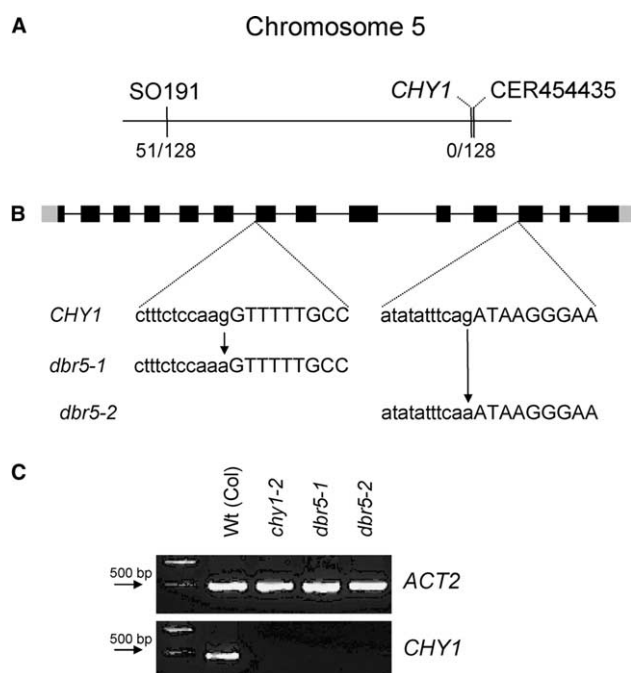 A
Chromosome 5
SO191
CHY1
CER454435
51/128
0/128
B
CHY1
ctttctccaagGTTTTTGCC
atatatttcagATAAGGGAA
dbr5-1
ctttctccaaaGTTTTTGCC
dbr5-2
atatatttcaaATAAGGGAA
C
Wt (Col)
chy1-2
dbr5-1
dbr5-2
500 bp
ACT2
500 bp
CHY1